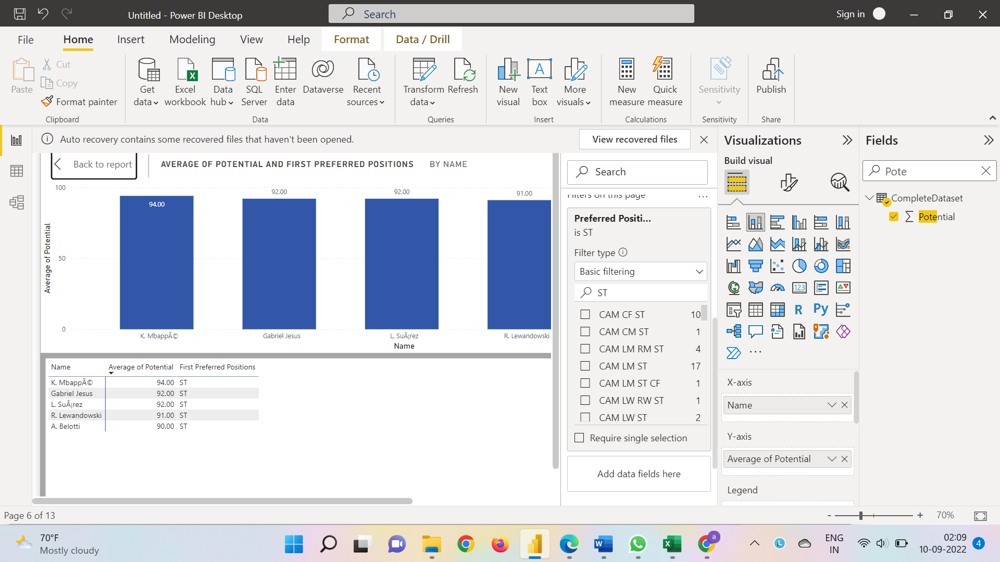 Untitled - Power BI Desktop
Search
Sign in
File
Home
Insert
Modeling
View
Help
Format
Data / Drill
Paste
Cut
Copy
Format painter
Clipboard
Get data
Excel workbook
Data hub
SQL Server
Enter data
Dataverse
Recent sources
Data
Transform data
Refresh
Queries
New visual
Text box
More visuals
Insert
New measure
Quick measure
Calculations
Sensitivity
Sensitivity
Publish
Share
Auto recovery contains some recovered files that haven't been opened.
View recovered files
Back to report
AVERAGE OF POTENTIAL AND FIRST PREFERRED POSITIONS
BY NAME
Average of Potential
100
50
0
94.00
92.00
92.00
91.00
K. MbappÃ©
Gabriel Jesus
L. SuÃ¡rez
R. Lewandowski
Name
Name Average of Potential First Preferred Positions
K. MbappÃ© 94.00 ST
Gabriel Jesus 92.00 ST
L. SuÃ¡rez 92.00 ST
R. Lewandowski 91.00 ST
A. Belotti 90.00 ST
Search
Filters on this page
Preferred Positi...
is ST
Filter type
Basic filtering
ST
CAM CF ST 10
CAM CM ST 1
CAM LM RM ST 4
CAM LM ST 17
CAM LM ST CF 1
CAM LW RW ST 1
CAM LW ST 2
Require single selection
Add data fields here
Visualizations
Build visual
123
R
Py
X-axis
Name
Y-axis
Average of Potential
Legend
Fields
Pote
CompleteDataset
Potential
Page 6 of 13
- + 70%
70°F
Mostly cloudy
ENG
IN
02:09
10-09-2022
4